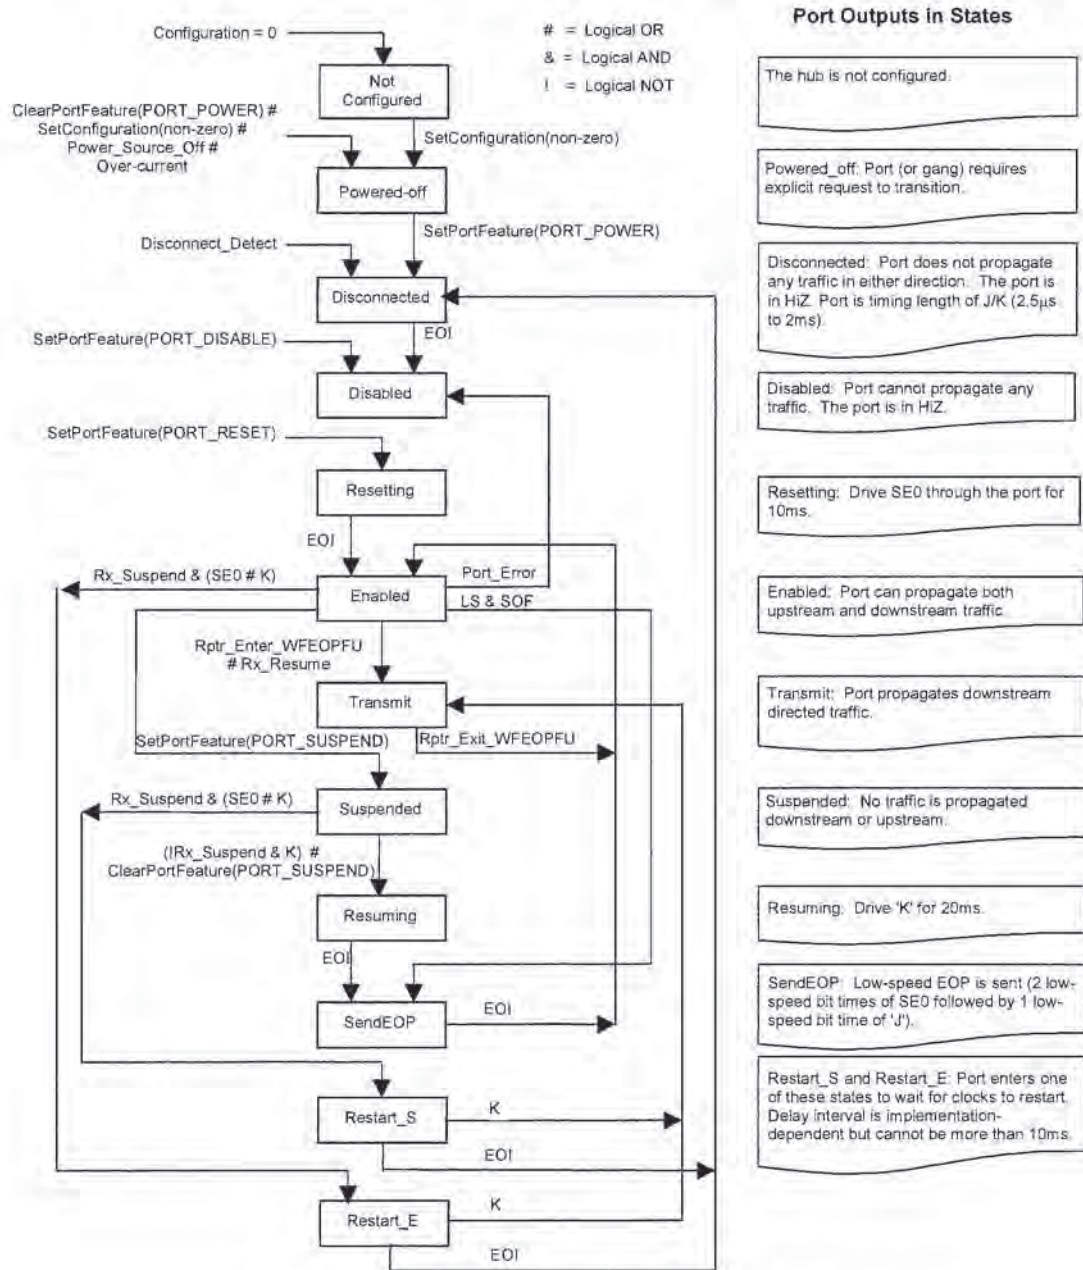 Port Outputs in States
Configuration = 0
# = Logical OR
& = Logical AND
! = Logical NOT
Not
Configured
ClearPortFeature(PORT_POWER) #
SetConfiguration(non-zero) #
Power_Source_Off #
Over-current
SetConfiguration(non-zero)
Powered-off
SetPortFeature(PORT_POWER)
Disconnect_Detect
Disconnected
EOI
SetPortFeature(PORT_DISABLE)
Disabled
SetPortFeature(PORT_RESET)
Resetting
EOI
Rx_Suspend & (SE0 # K)
Enabled
Port_Error
LS & SOF
Rptr_Enter_WFEOPFU
# Rx_Resume
Transmit
SetPortFeature(PORT_SUSPEND)
Rptr_Exit_WFEOPFU
Rx_Suspend & (SE0 # K)
Suspended
(!Rx_Suspend & K) #
ClearPortFeature(PORT_SUSPEND)
Resuming
EOI
SendEOP
EOI
Restart_S
K
EOI
Restart_E
K
EOI
The hub is not configured.
Powered_off: Port (or gang) requires
explicit request to transition.
Disconnected: Port does not propagate
any traffic in either direction. The port is
in HiZ. Port is timing length of J/K (2.5µs
to 2ms).
Disabled: Port cannot propagate any
traffic. The port is in HiZ.
Resetting: Drive SE0 through the port for
10ms.
Enabled: Port can propagate both
upstream and downstream traffic.
Transmit: Port propagates downstream
directed traffic.
Suspended: No traffic is propagated
downstream or upstream.
Resuming: Drive 'K' for 20ms.
SendEOP: Low-speed EOP is sent (2 low-
speed bit times of SE0 followed by 1 low-
speed bit time of 'J').
Restart_S and Restart_E: Port enters one
of these states to wait for clocks to restart.
Delay interval is implementation-
dependent but cannot be more than 10ms.